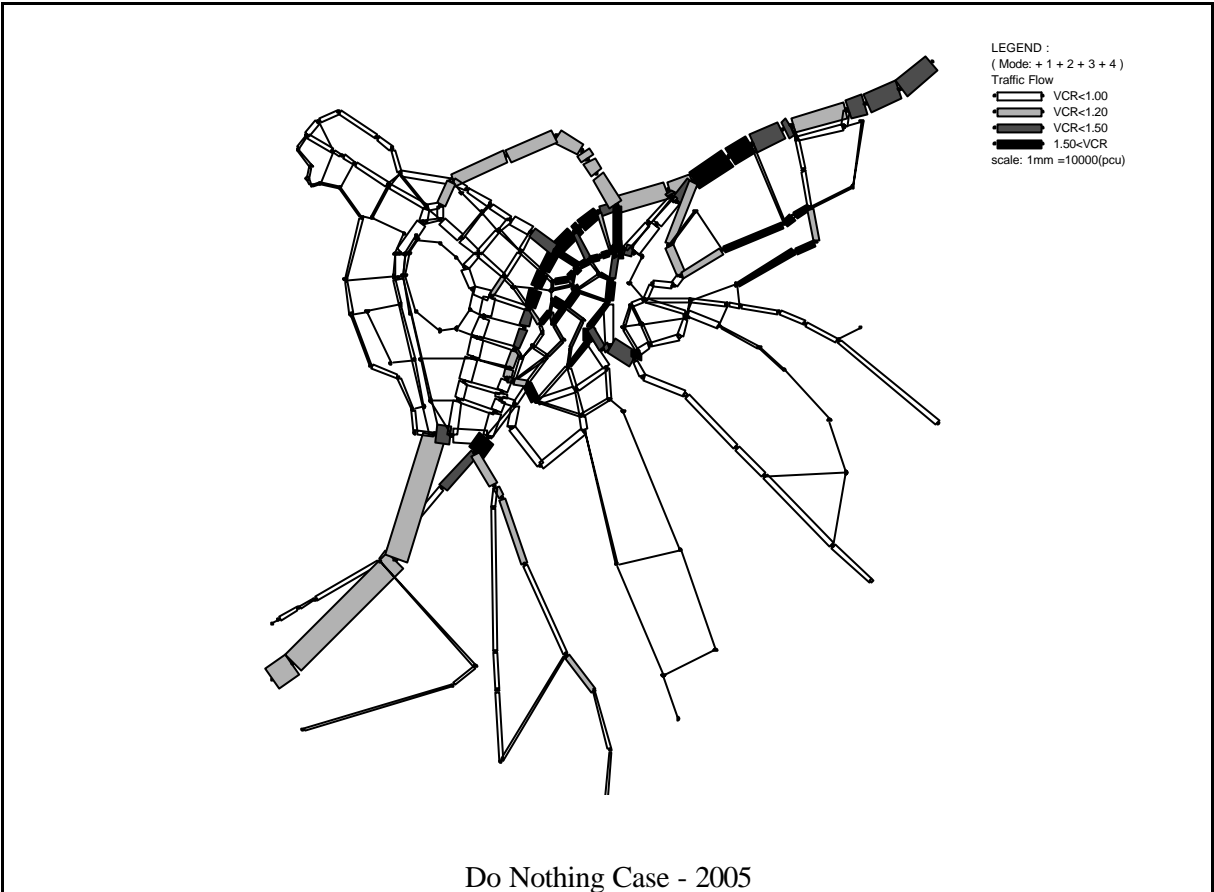 LEGEND :
( Mode: + 1 + 2 + 3 + 4 )
Traffic Flow
VCR<1.00
VCR<1.20
VCR<1.50
1.50<VCR
scale: 1mm =10000(pcu)
Do Nothing Case - 2005